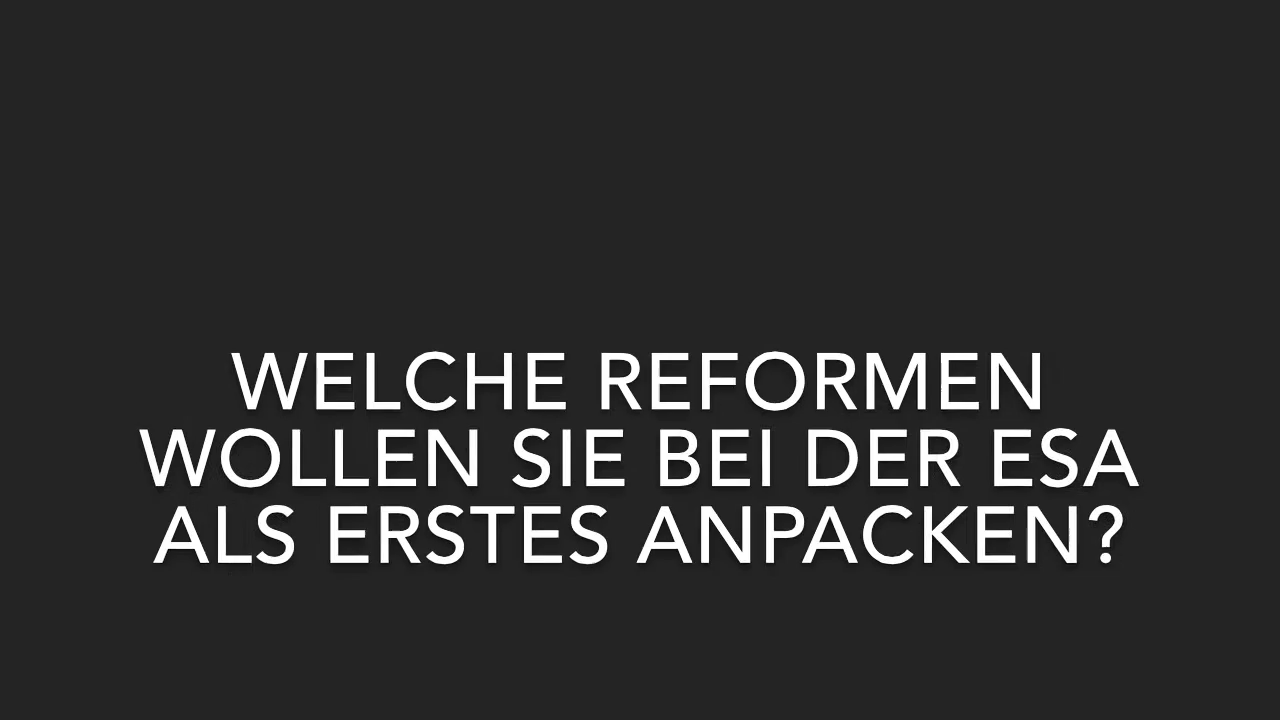 WELCHE REFORMEN
WOLLEN SIE BEI DER ESA
ALS ERSTES ANPACKEN?